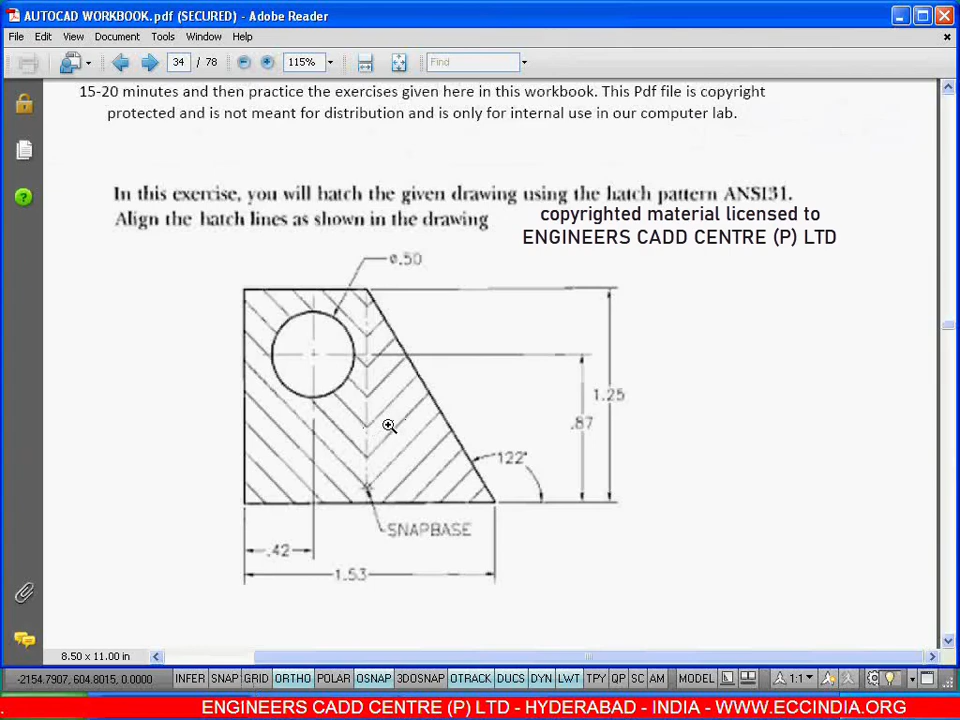 AUTOCAD WORKBOOK.pdf (SECURED) - Adobe Reader
File Edit View Document Tools Window Help
34 / 78 115% Find
15-20 minutes and then practice the exercises given here in this workbook. This Pdf file is copyright
protected and is not meant for distribution and is only for internal use in our computer lab.
In this exercise, you will hatch the given drawing using the hatch pattern ANSI31.
Align the hatch lines as shown in the drawing
copyrighted material licensed to
ENGINEERS CADD CENTRE (P) LTD
ø.50
1.25
.87
122°
SNAPBASE
.42
1.53
8.50 x 11.00 in
-2154.7907, 604.8015, 0.0000 INFER SNAP GRID ORTHO POLAR OSNAP 3DOSNAP OTRACK DUCS DYN LWT TPY QP SC AM MODEL 1:1
ENGINEERS CADD CENTRE (P) LTD - HYDERABAD - INDIA - WWW.ECCINDIA.ORG